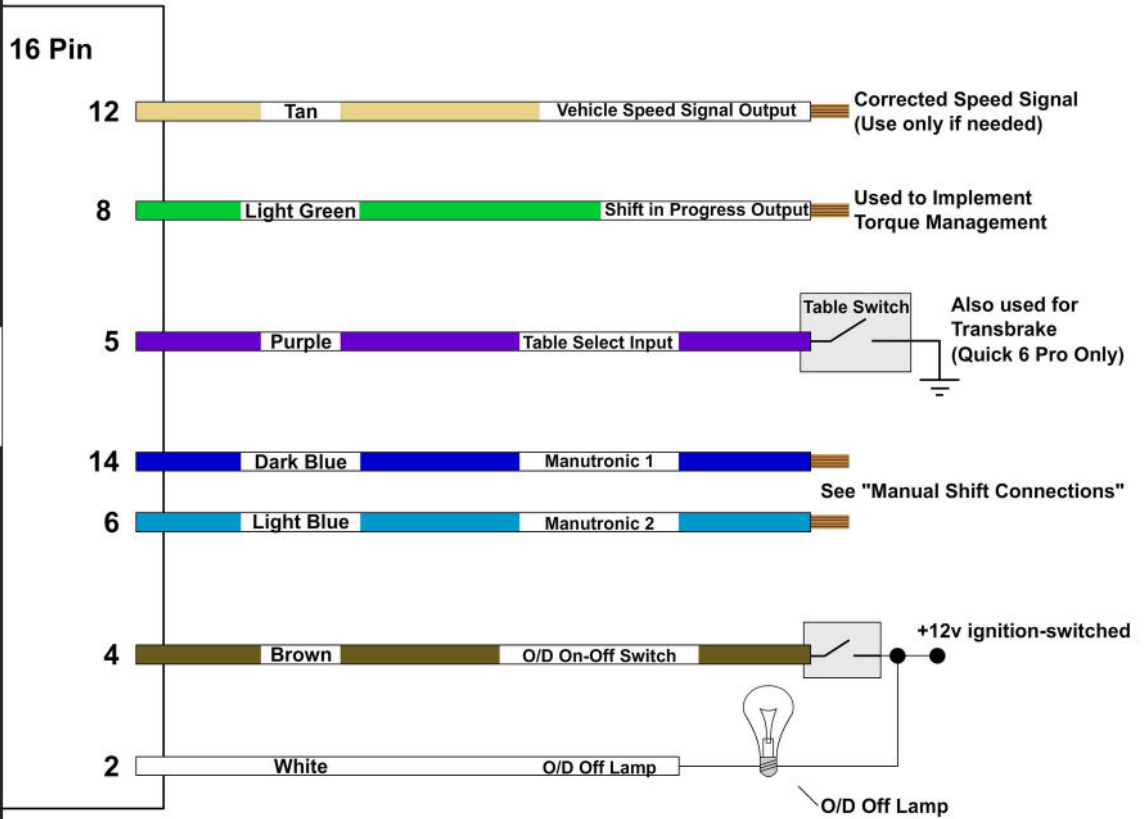 16 Pin
12
Tan
Vehicle Speed Signal Output
Corrected Speed Signal
(Use only if needed)
8
Light Green
Shift in Progress Output
Used to Implement
Torque Management
5
Purple
Table Select Input
Table Switch
Also used for
Transbrake
(Quick 6 Pro Only)
14
Dark Blue
Manutronic 1
See "Manual Shift Connections"
6
Light Blue
Manutronic 2
4
Brown
O/D On-Off Switch
+12v ignition-switched
2
White
O/D Off Lamp
O/D Off Lamp